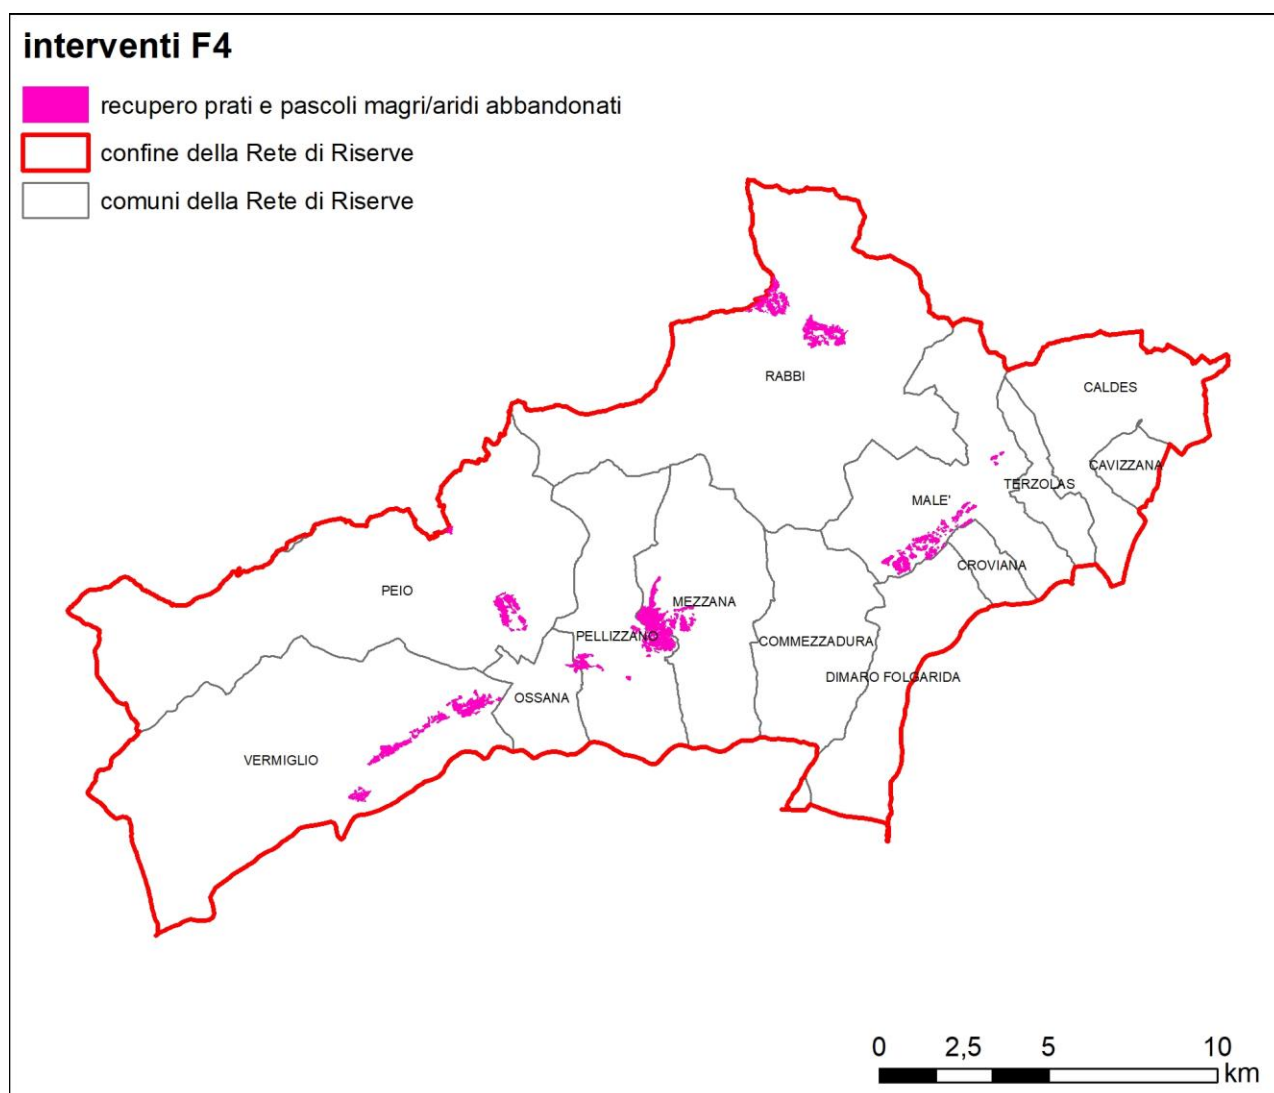 interventi F4
recupero prati e pascoli magri/aridi abbandonati
confine della Rete di Riserve
comuni della Rete di Riserve
RABBI
CALDES
CAVIZZANA
TERZOLAS
MALE'
CROVIANA
PEIO
MEZZANA
PELLIZZANO
COMMEZZADURA
DIMARO FOLGARIDA
OSSANA
VERMIGLIO
0 2,5 5 10
km